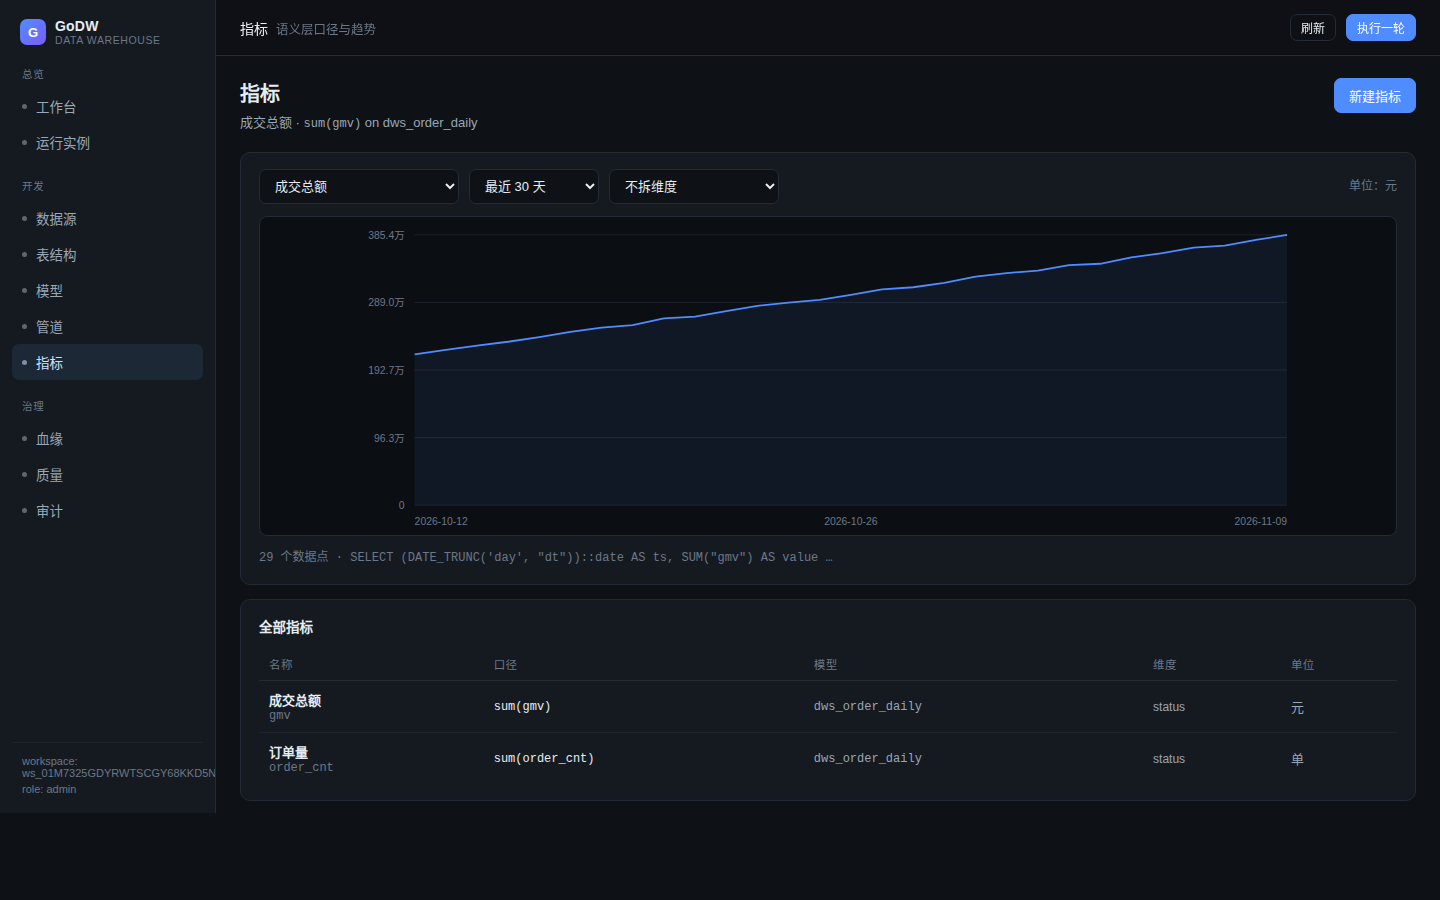 G
GoDW
DATA WAREHOUSE
总览
工作台
运行实例
开发
数据源
表结构
模型
管道
指标
治理
血缘
质量
审计
workspace:
ws_01M7325GDYRWTSCGY68KKD5N
role: admin
指标 语义层口径与趋势
刷新
执行一轮
指标
成交总额 · sum(gmv) on dws_order_daily
新建指标
成交总额
最近 30 天
不拆维度
单位：元
385.4万
289.0万
192.7万
96.3万
0
2026-10-12
2026-10-26
2026-11-09
29 个数据点 · SELECT (DATE_TRUNC('day', "dt"))::date AS ts, SUM("gmv") AS value …
全部指标
名称 口径 模型 维度 单位
成交总额
gmv
sum(gmv) dws_order_daily status 元
订单量
order_cnt
sum(order_cnt) dws_order_daily status 单